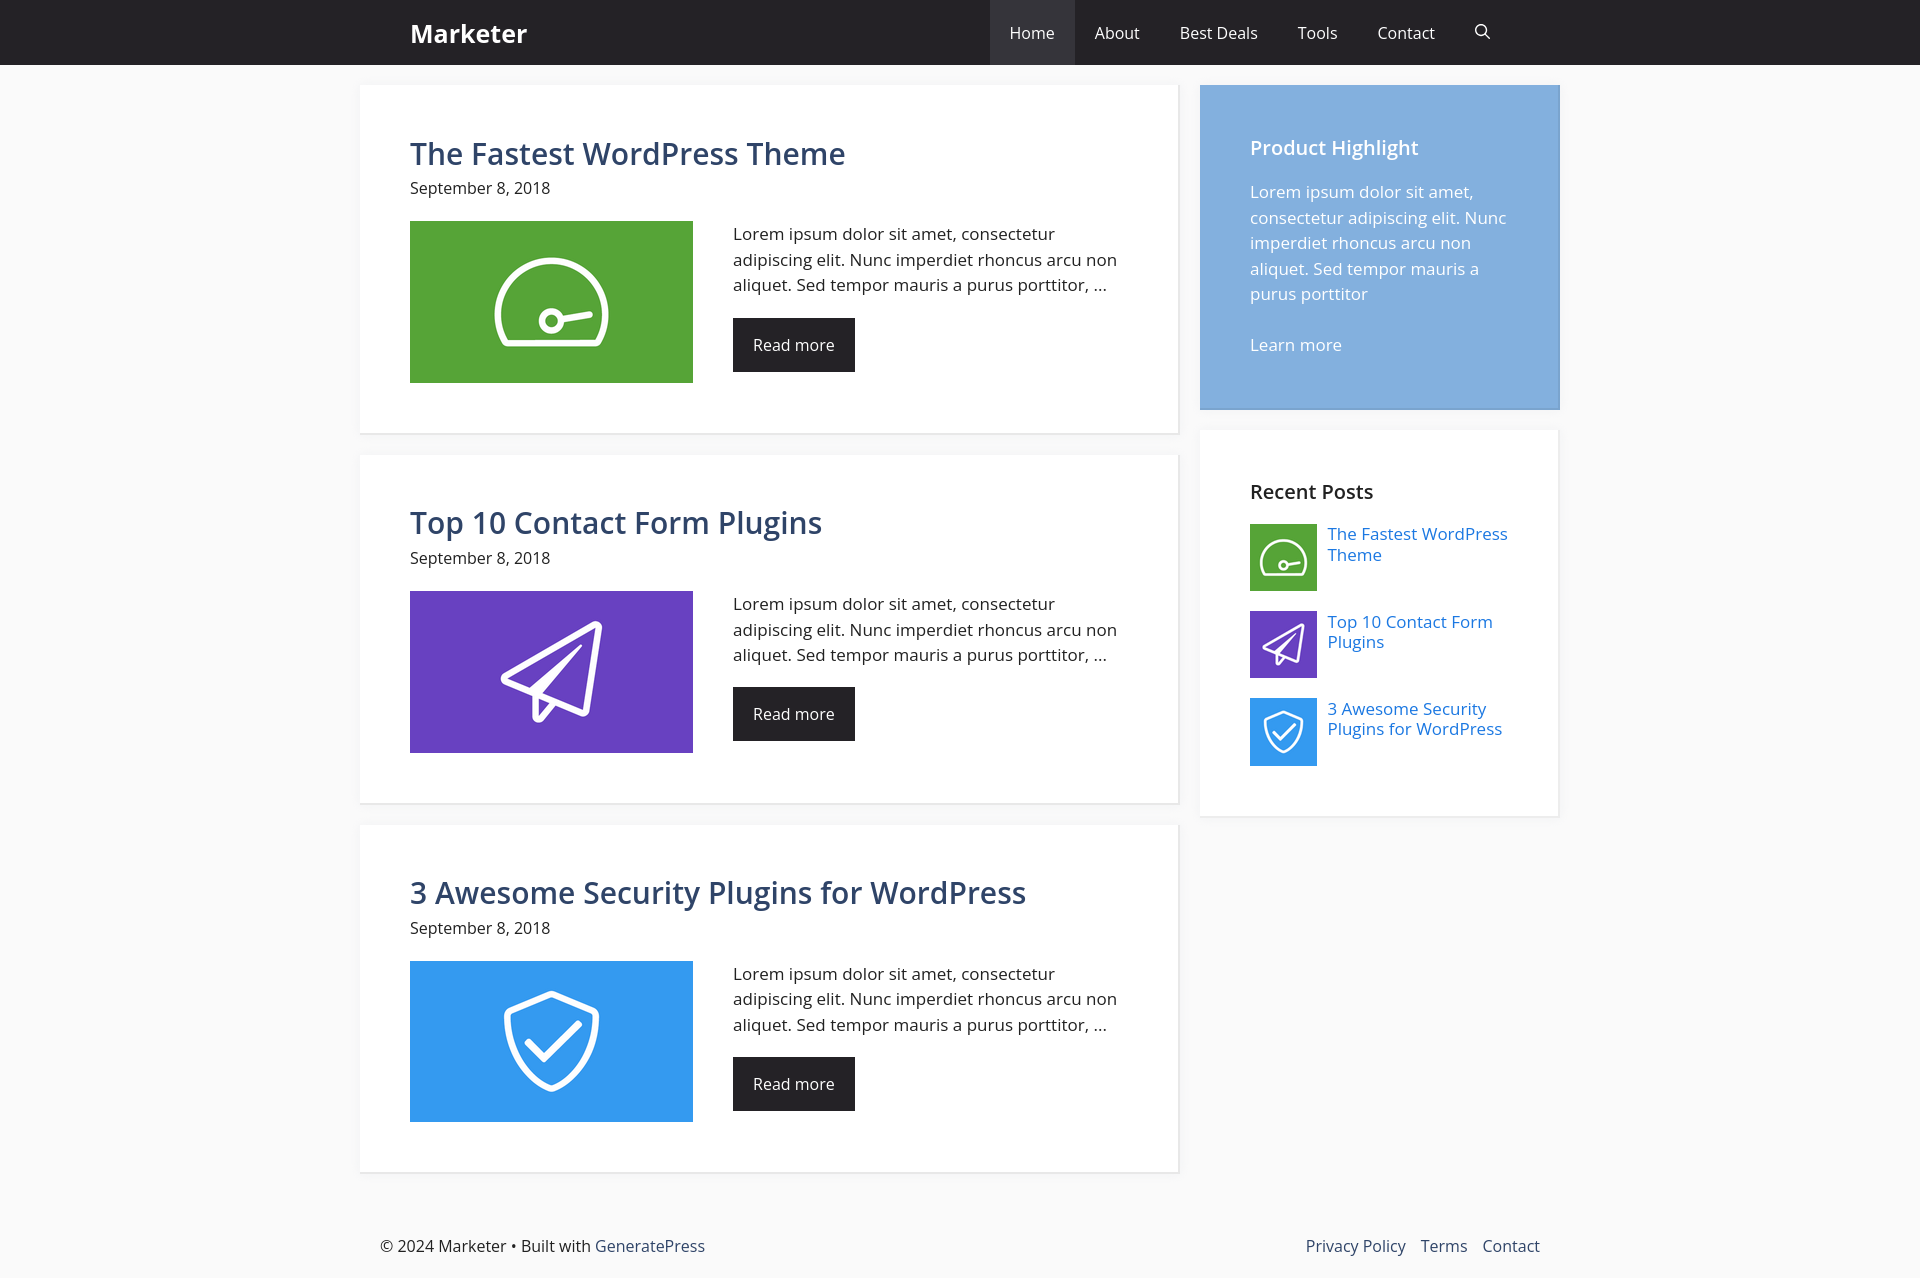 Marketer
Home
About
Best Deals
Tools
Contact
The Fastest WordPress Theme
September 8, 2018
Lorem ipsum dolor sit amet, consectetur
adipiscing elit. Nunc imperdiet rhoncus arcu non
aliquet. Sed tempor mauris a purus porttitor, ...
Read more
Top 10 Contact Form Plugins
September 8, 2018
Lorem ipsum dolor sit amet, consectetur
adipiscing elit. Nunc imperdiet rhoncus arcu non
aliquet. Sed tempor mauris a purus porttitor, ...
Read more
3 Awesome Security Plugins for WordPress
September 8, 2018
Lorem ipsum dolor sit amet, consectetur
adipiscing elit. Nunc imperdiet rhoncus arcu non
aliquet. Sed tempor mauris a purus porttitor, ...
Read more
Product Highlight
Lorem ipsum dolor sit amet,
consectetur adipiscing elit. Nunc
imperdiet rhoncus arcu non
aliquet. Sed tempor mauris a
purus porttitor
Learn more
Recent Posts
The Fastest WordPress
Theme
Top 10 Contact Form
Plugins
3 Awesome Security
Plugins for WordPress
© 2024 Marketer • Built with GeneratePress
Privacy Policy
Terms
Contact